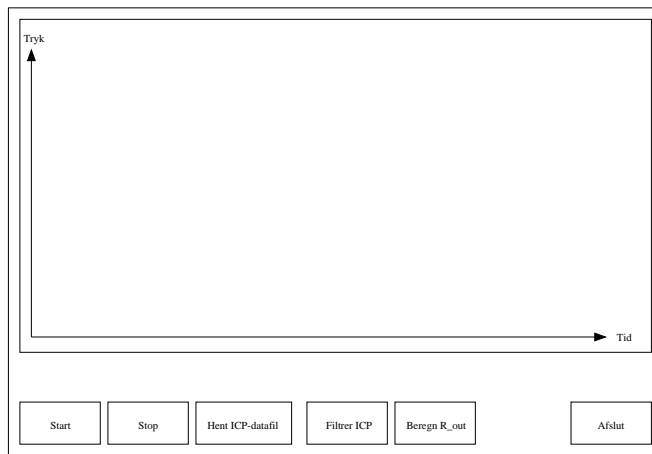 Tryk
Tid
Start
Stop
Hent ICP-datafil
Filtrer ICP
Beregn R_out
Afslut